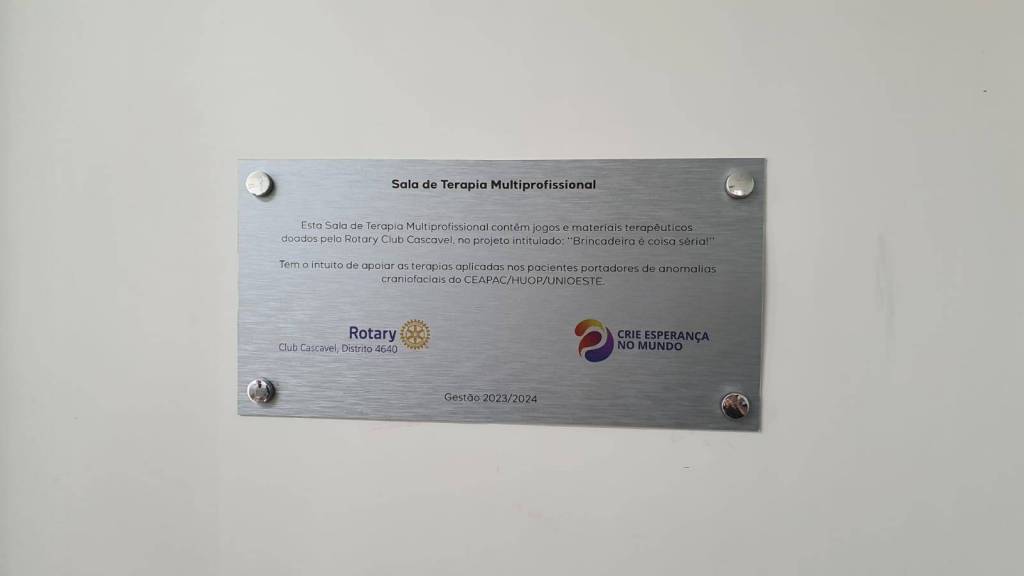 Sala de Terapia Multiprofissional
Esta Sala de Terapia Multiprofissional contêm jogos e materiais terapêuticos
doados pelo Rotary Club Cascavel, no projeto intitulado: "Brincadeira é coisa séria!"
Tem o intuito de apoiar as terapias aplicadas nos pacientes portadores de anomalias
craniofaciais do CEAPAC/HUOP/UNIOESTE.
Rotary
Club Cascavel, Distrito 4640
CRIE ESPERANÇA
NO MUNDO
Gestão 2023/2024